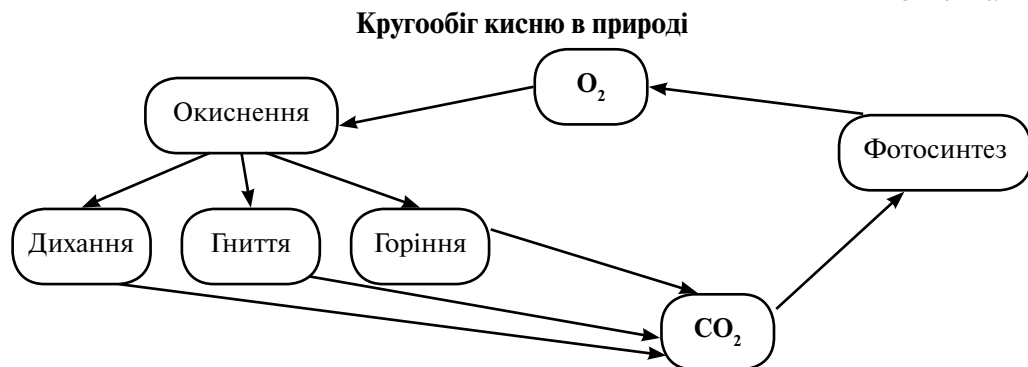 Кругообіг кисню в природі
O₂
Окиснення
Фотосинтез
Дихання
Гниття
Горіння
CO₂